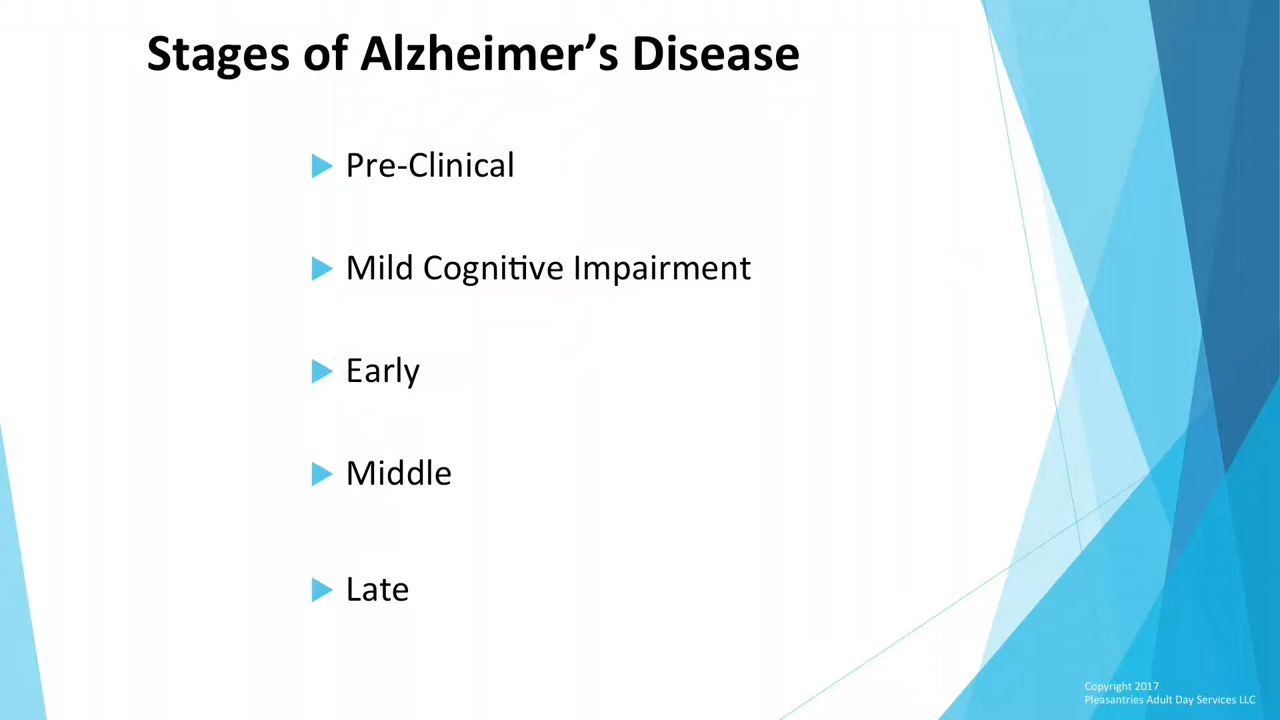 Stages of Alzheimer’s Disease
Pre-Clinical
Mild Cognitive Impairment
Early
Middle
Late
Copyright 2017
Pleasantries Adult Day Services LLC